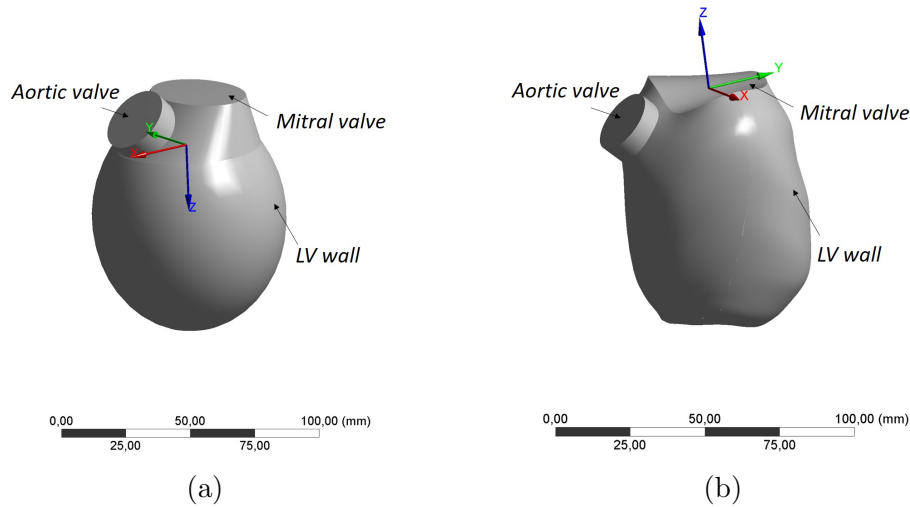 Aortic valve
Mitral valve
Y
X
Z
LV wall
0,00 50,00 100,00 (mm)
25,00 75,00
(a)
Z
Y
X
Aortic valve
Mitral valve
LV wall
0,00 50,00 100,00 (mm)
25,00 75,00
(b)